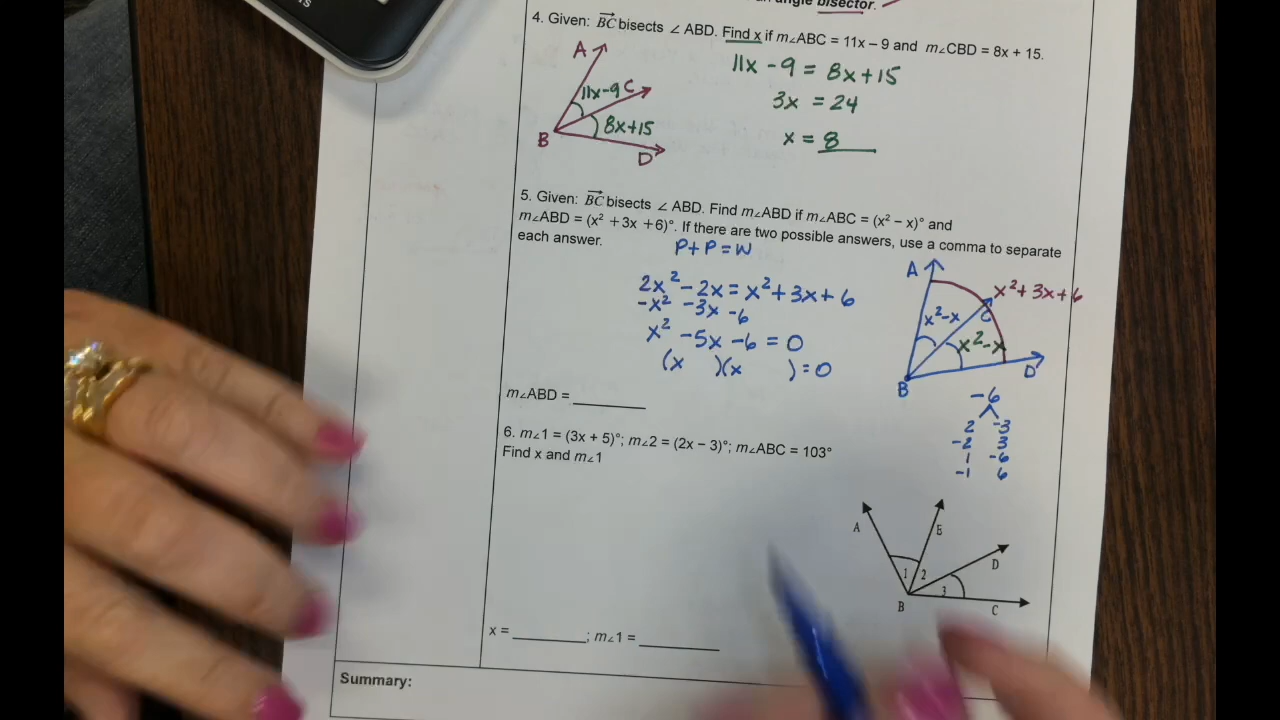 angle bisector.
4. Given: BC bisects ∠ ABD. Find x if m∠ABC = 11x – 9 and m∠CBD = 8x + 15.
A
11x-9
C
8x+15
B
D
11x - 9 = 8x + 15
3x = 24
x = 8
5. Given: BC bisects ∠ ABD. Find m∠ABD if m∠ABC = (x² – x)° and
m∠ABD = (x² + 3x + 6)°. If there are two possible answers, use a comma to separate
each answer.
P + P = W
2x² - 2x = x² + 3x + 6
-x² -3x -6
x² - 5x - 6 = 0
(x )(x ) = 0
A
x² + 3x + 6
x² - x
C
x² - x
B
D
-6
2 -3
-2 3
1 -6
-1 6
m∠ABD = ________
6. m∠1 = (3x + 5)°; m∠2 = (2x – 3)°; m∠ABC = 103°
Find x and m∠1
A
E
D
1
2
3
B
C
x = ________; m∠1 = ________
Summary: